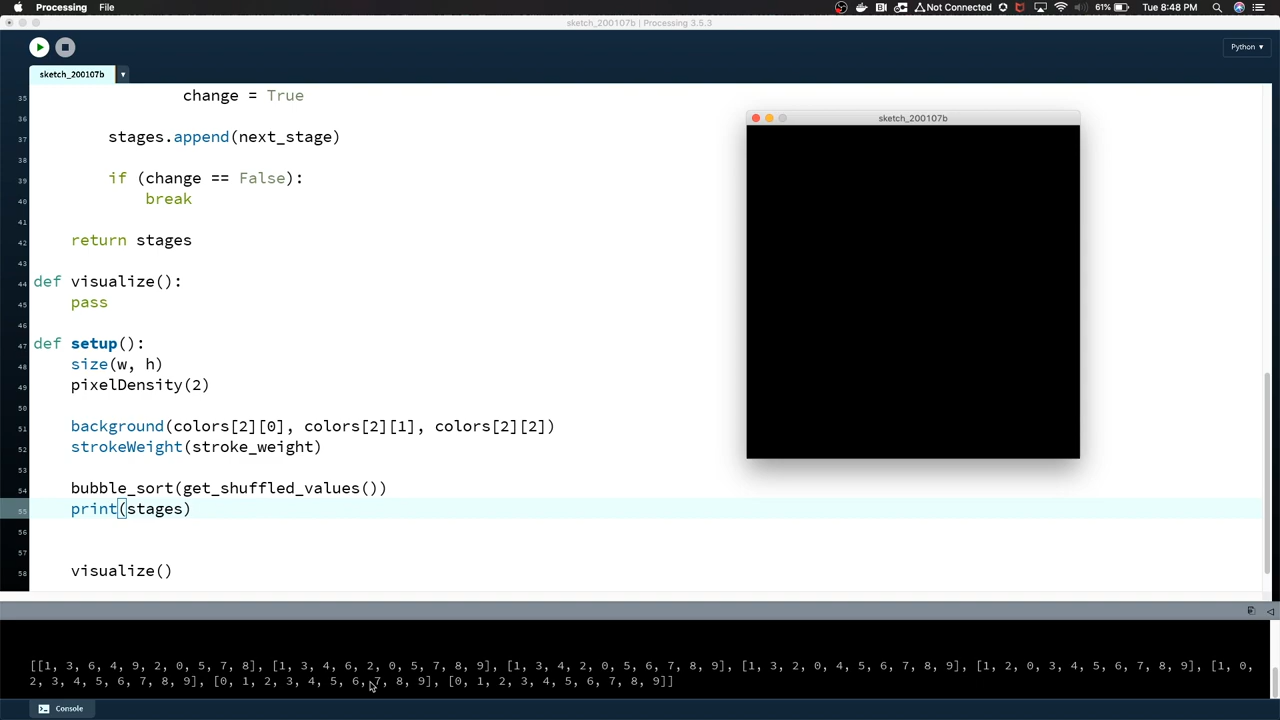 Processing File Not Connected 61% Tue 8:48 PM
sketch_200107b | Processing 3.5.3
Python ▼
sketch_200107b ▼
35 change = True
36
37 stages.append(next_stage)
38
39 if (change == False):
40 break
41
42 return stages
43
44 def visualize():
45 pass
46
47 def setup():
48 size(w, h)
49 pixelDensity(2)
50
51 background(colors[2][0], colors[2][1], colors[2][2])
52 strokeWeight(stroke_weight)
53
54 bubble_sort(get_shuffled_values())
55 print(stages)
56
57
58 visualize()
sketch_200107b
[[1, 3, 6, 4, 9, 2, 0, 5, 7, 8], [1, 3, 4, 6, 2, 0, 5, 7, 8, 9], [1, 3, 4, 2, 0, 5, 6, 7, 8, 9], [1, 3, 2, 0, 4, 5, 6, 7, 8, 9], [1, 2, 0, 3, 4, 5, 6, 7, 8, 9], [1, 0,
2, 3, 4, 5, 6, 7, 8, 9], [0, 1, 2, 3, 4, 5, 6, 7, 8, 9], [0, 1, 2, 3, 4, 5, 6, 7, 8, 9]]
Console